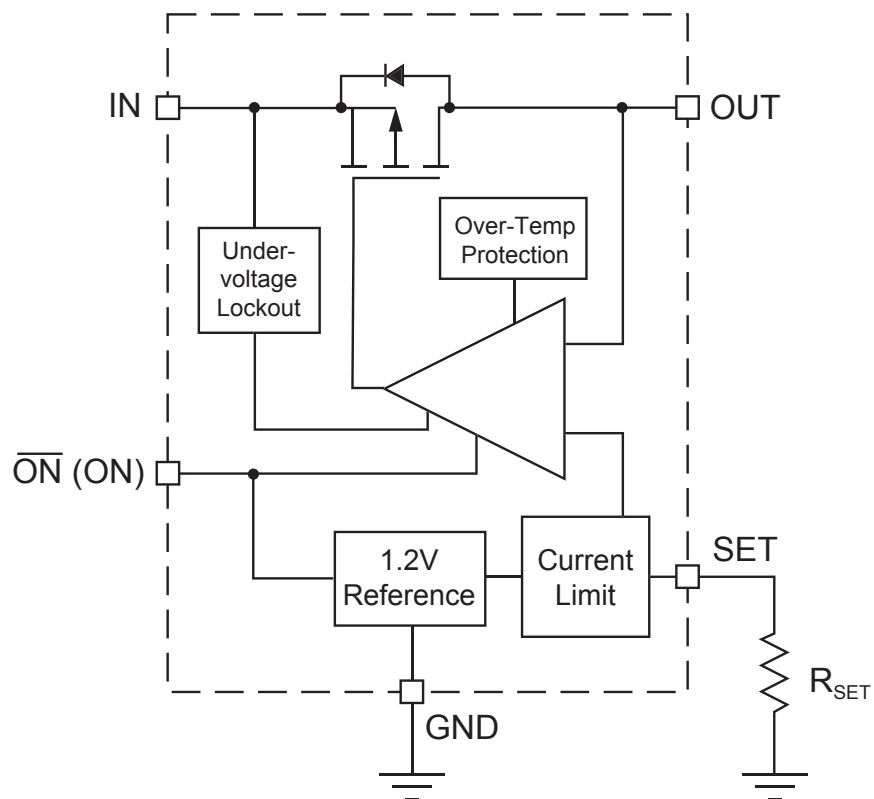 IN
OUT
Over-Temp
Protection
Under-
voltage
Lockout
ON (ON)
1.2V
Reference
Current
Limit
SET
RSET
GND